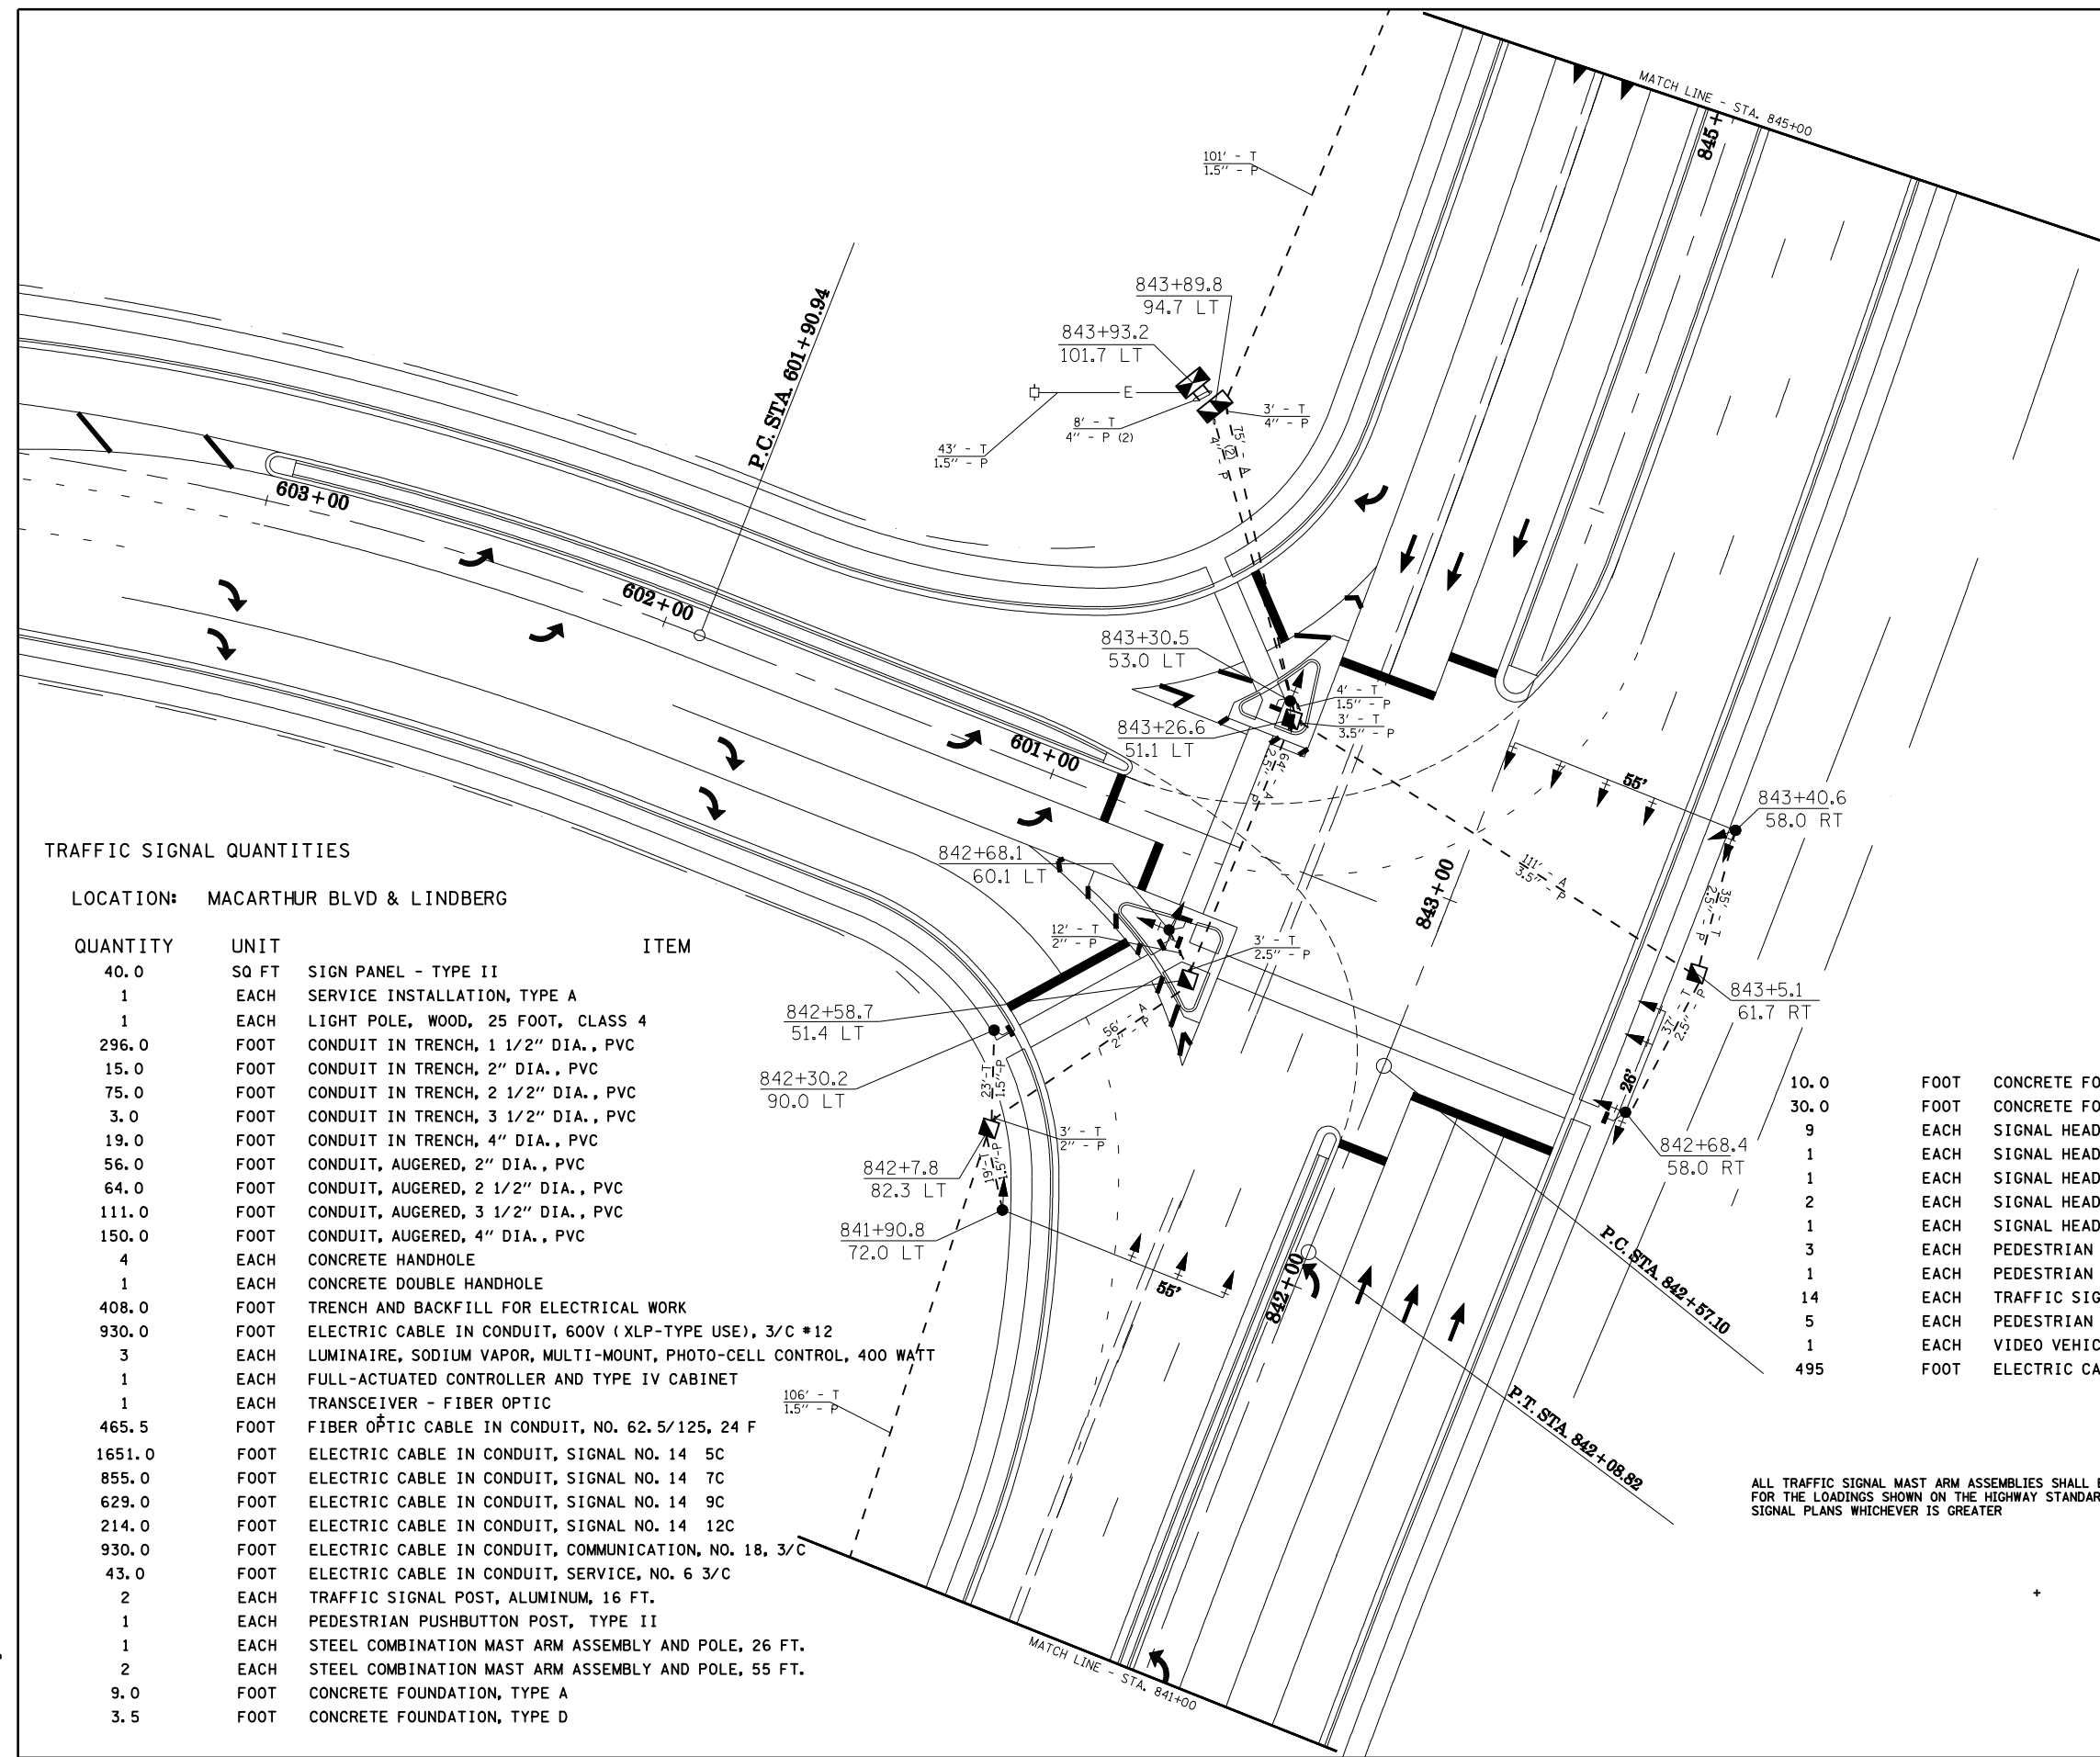 MATCH LINE - STA. 845+00
845+
101' - T
1.5" - P
843+89.8
94.7 LT
843+93.2
101.7 LT
P.C. STA. 601+90.94
E
8' - T
4" - P (2)
3' - T
4" - P
43' - T
1.5" - P
75' - A
4" (2) - P
603+00
602+00
601+00
843+30.5
53.0 LT
4' - T
1.5" - P
843+26.6
51.1 LT
3' - T
3.5" - P
64' - A
2.5" - P
55'
843+40.6
58.0 RT
111' - A
3.5" - P
35' - T
2.5" - P
843+00
842+68.1
60.1 LT
12' - T
2" - P
3' - T
2.5" - P
843+5.1
61.7 RT
842+58.7
51.4 LT
56' - A
2" - P
37' - T
2.5" - P
842+30.2
90.0 LT
23'-T
1.5"-P
26'
3' - T
2" - P
842+68.4
58.0 RT
842+7.8
82.3 LT
19'-T
1.5"-P
841+90.8
72.0 LT
55'
842+00
P.C. STA. 842+57.10
P.T. STA. 842+08.82
106' - T
1.5" - P
MATCH LINE - STA. 841+00
TRAFFIC SIGNAL QUANTITIES
LOCATION: MACARTHUR BLVD & LINDBERG
QUANTITY UNIT ITEM
40.0 SQ FT SIGN PANEL - TYPE II
1 EACH SERVICE INSTALLATION, TYPE A
1 EACH LIGHT POLE, WOOD, 25 FOOT, CLASS 4
296.0 FOOT CONDUIT IN TRENCH, 1 1/2" DIA., PVC
15.0 FOOT CONDUIT IN TRENCH, 2" DIA., PVC
75.0 FOOT CONDUIT IN TRENCH, 2 1/2" DIA., PVC
3.0 FOOT CONDUIT IN TRENCH, 3 1/2" DIA., PVC
19.0 FOOT CONDUIT IN TRENCH, 4" DIA., PVC
56.0 FOOT CONDUIT, AUGERED, 2" DIA., PVC
64.0 FOOT CONDUIT, AUGERED, 2 1/2" DIA., PVC
111.0 FOOT CONDUIT, AUGERED, 3 1/2" DIA., PVC
150.0 FOOT CONDUIT, AUGERED, 4" DIA., PVC
4 EACH CONCRETE HANDHOLE
1 EACH CONCRETE DOUBLE HANDHOLE
408.0 FOOT TRENCH AND BACKFILL FOR ELECTRICAL WORK
930.0 FOOT ELECTRIC CABLE IN CONDUIT, 600V (XLP-TYPE USE), 3/C #12
3 EACH LUMINAIRE, SODIUM VAPOR, MULTI-MOUNT, PHOTO-CELL CONTROL, 400 WATT
1 EACH FULL-ACTUATED CONTROLLER AND TYPE IV CABINET
1 EACH TRANSCEIVER - FIBER OPTIC
465.5 FOOT FIBER OPTIC CABLE IN CONDUIT, NO. 62.5/125, 24 F
1651.0 FOOT ELECTRIC CABLE IN CONDUIT, SIGNAL NO. 14 5C
855.0 FOOT ELECTRIC CABLE IN CONDUIT, SIGNAL NO. 14 7C
629.0 FOOT ELECTRIC CABLE IN CONDUIT, SIGNAL NO. 14 9C
214.0 FOOT ELECTRIC CABLE IN CONDUIT, SIGNAL NO. 14 12C
930.0 FOOT ELECTRIC CABLE IN CONDUIT, COMMUNICATION, NO. 18, 3/C
43.0 FOOT ELECTRIC CABLE IN CONDUIT, SERVICE, NO. 6 3/C
2 EACH TRAFFIC SIGNAL POST, ALUMINUM, 16 FT.
1 EACH PEDESTRIAN PUSHBUTTON POST, TYPE II
1 EACH STEEL COMBINATION MAST ARM ASSEMBLY AND POLE, 26 FT.
2 EACH STEEL COMBINATION MAST ARM ASSEMBLY AND POLE, 55 FT.
9.0 FOOT CONCRETE FOUNDATION, TYPE A
3.5 FOOT CONCRETE FOUNDATION, TYPE D
10.0 FOOT CONCRETE FO
30.0 FOOT CONCRETE FO
9 EACH SIGNAL HEAD
1 EACH SIGNAL HEAD
1 EACH SIGNAL HEAD
2 EACH SIGNAL HEAD
1 EACH SIGNAL HEAD
3 EACH PEDESTRIAN
1 EACH PEDESTRIAN
14 EACH TRAFFIC SIG
5 EACH PEDESTRIAN
1 EACH VIDEO VEHIC
495 FOOT ELECTRIC CA
ALL TRAFFIC SIGNAL MAST ARM ASSEMBLIES SHALL
FOR THE LOADINGS SHOWN ON THE HIGHWAY STANDAR
SIGNAL PLANS WHICHEVER IS GREATER